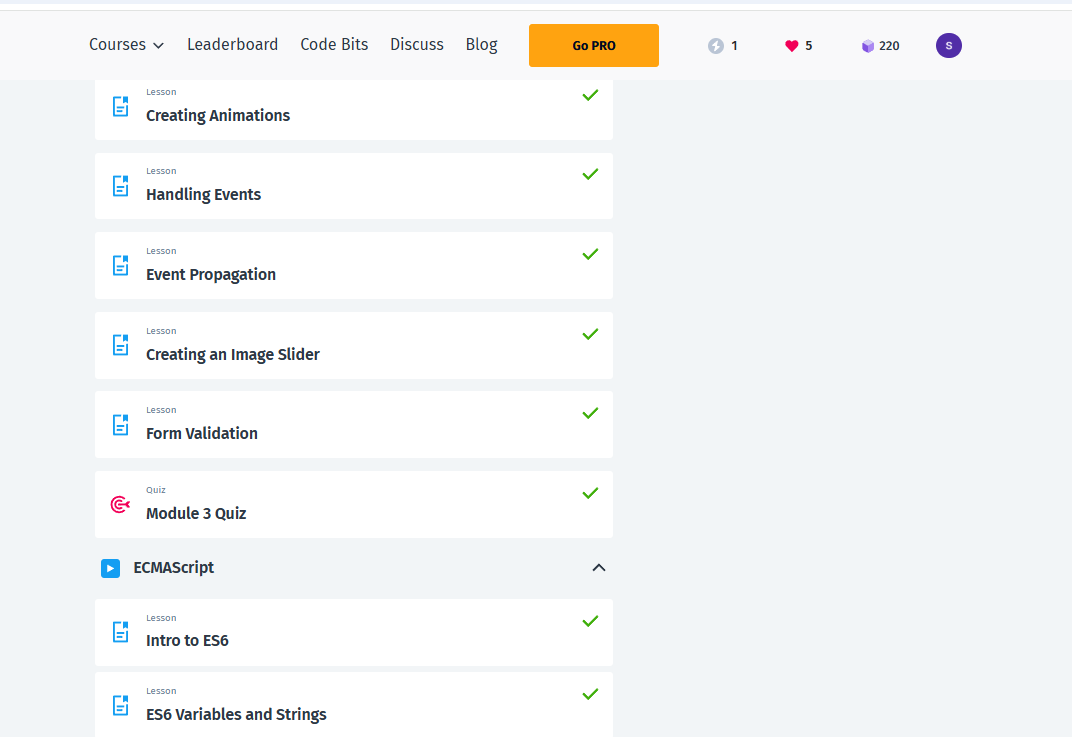 Courses Leaderboard Code Bits Discuss Blog Go PRO 1 5 220 S
Lesson
Creating Animations
Lesson
Handling Events
Lesson
Event Propagation
Lesson
Creating an Image Slider
Lesson
Form Validation
Quiz
Module 3 Quiz
ECMAScript
Lesson
Intro to ES6
Lesson
ES6 Variables and Strings